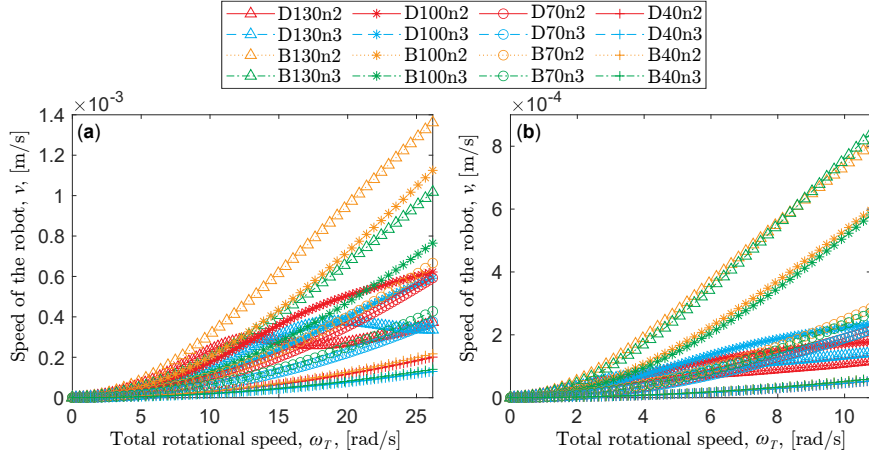 D130n2 D100n2 D70n2 D40n2
D130n3 D100n3 D70n3 D40n3
B130n2 B100n2 B70n2 B40n2
B130n3 B100n3 B70n3 B40n3
×10⁻³
(a)
Speed of the robot, v, [m/s]
1.4
1.2
1
0.8
0.6
0.4
0.2
0
0 5 10 15 20 25
Total rotational speed, ω_T, [rad/s]
×10⁻⁴
(b)
Speed of the robot, v, [m/s]
8
6
4
2
0
0 2 4 6 8 10
Total rotational speed, ω_T, [rad/s]